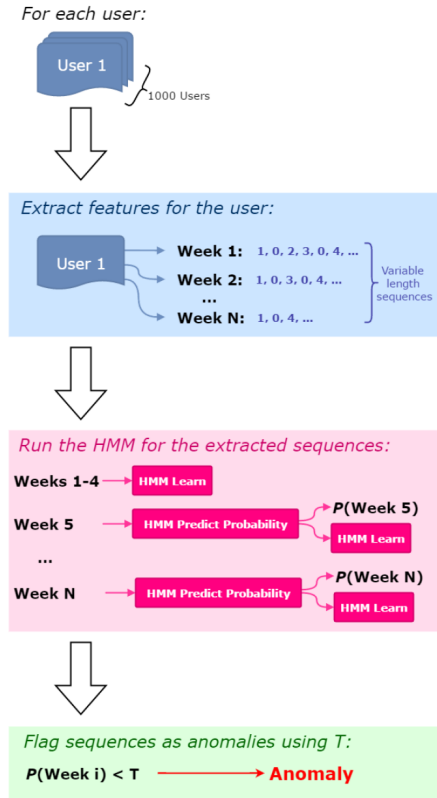 For each user:
User 1
1000 Users
Extract features for the user:
User 1
Week 1: 1, 0, 2, 3, 0, 4, ...
Week 2: 1, 0, 3, 0, 4, ...
...
Week N: 1, 0, 4, ...
Variable
length
sequences
Run the HMM for the extracted sequences:
Weeks 1-4 HMM Learn
Week 5 HMM Predict Probability P(Week 5)
HMM Learn
...
Week N HMM Predict Probability P(Week N)
HMM Learn
Flag sequences as anomalies using T:
P(Week i) < T Anomaly